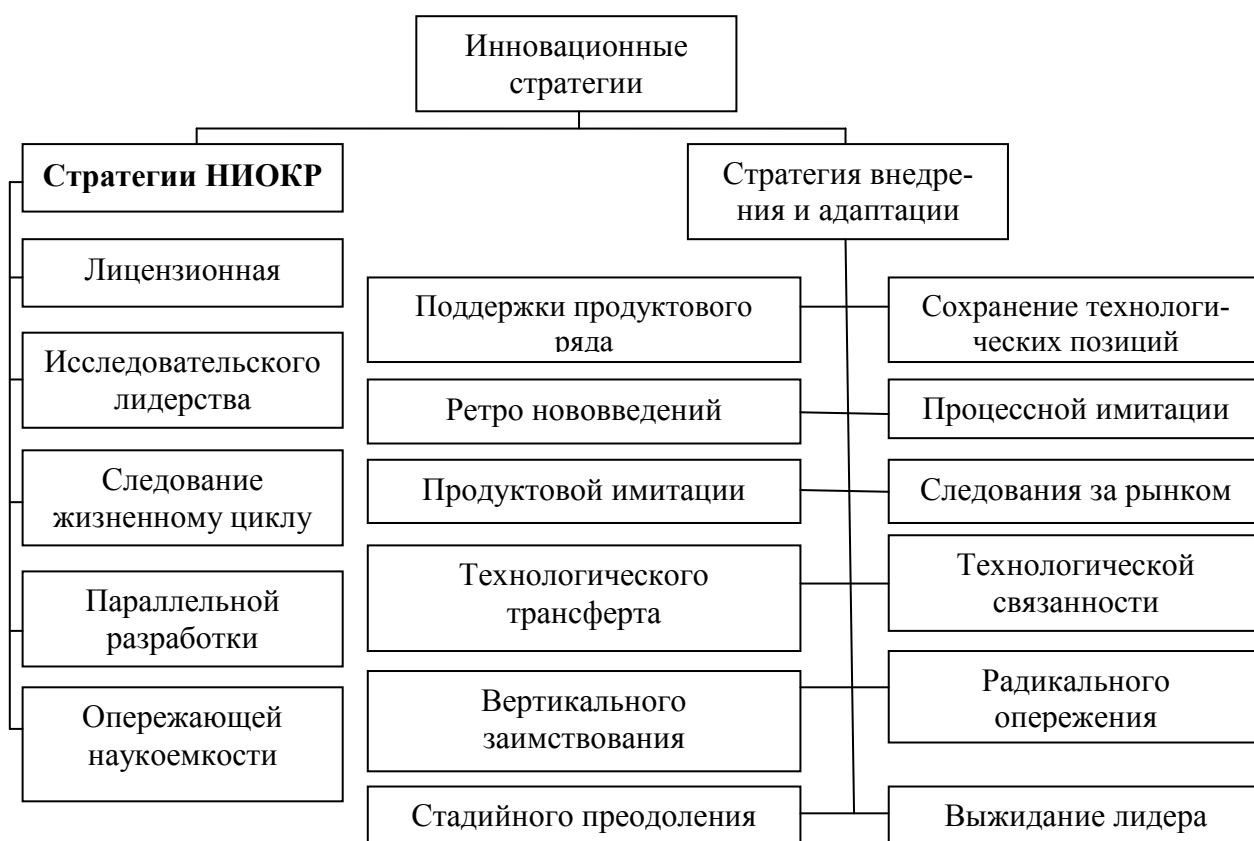 Инновационные
стратегии
Стратегии НИОКР
Стратегия внедре-
ния и адаптации
Лицензионная
Исследовательского
лидерства
Следование
жизненному циклу
Параллельной
разработки
Опережающей
наукоемкости
Поддержки продуктового
ряда
Сохранение технологи-
ческих позиций
Ретро нововведений
Процессной имитации
Продуктовой имитации
Следования за рынком
Технологического
трансферта
Технологической
связанности
Вертикального
заимствования
Радикального
опережения
Стадийного преодоления
Выжидание лидера